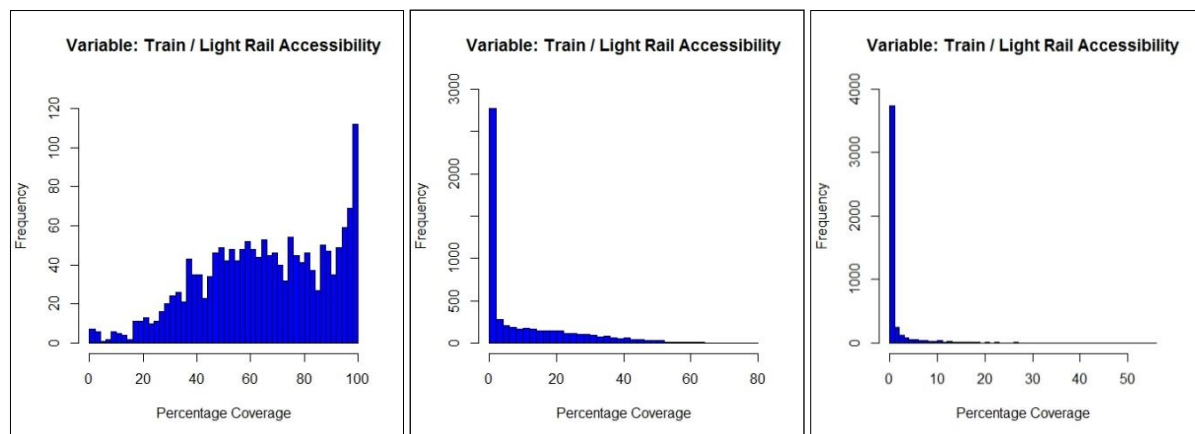 Variable: Train / Light Rail Accessibility
120
100
80
60
40
20
0
Frequency
0 20 40 60 80 100
Percentage Coverage
Variable: Train / Light Rail Accessibility
3000
2000
1000
500
0
Frequency
0 20 40 60 80
Percentage Coverage
Variable: Train / Light Rail Accessibility
4000
3000
2000
1000
0
Frequency
0 10 20 30 40 50
Percentage Coverage